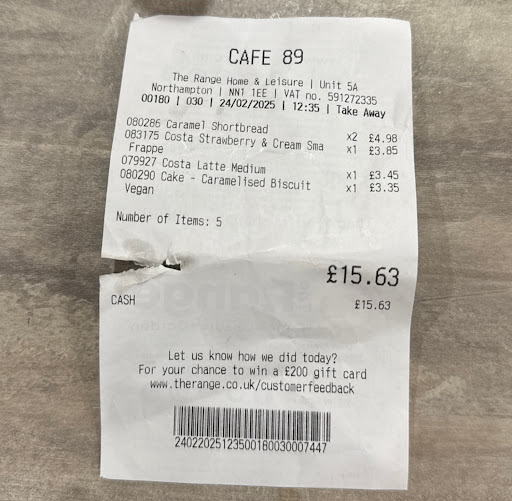 CAFE 89
The Range Home & Leisure | Unit 5A
Northampton | NN1 1EE | VAT no. 591272335
00180 | 030 | 24/02/2025 | 12:35 | Take Away
080286 Caramel Shortbread x2 £4.98
083175 Costa Strawberry & Cream Sma x1 £3.85
Frappe
079927 Costa Latte Medium x1 £3.45
080290 Cake - Caramelised Biscuit x1 £3.35
Vegan
Number of Items: 5
£15.63
CASH £15.63
Let us know how we did today?
For your chance to win a £200 gift card
www.therange.co.uk/customerfeedback
24022025123500180030007447